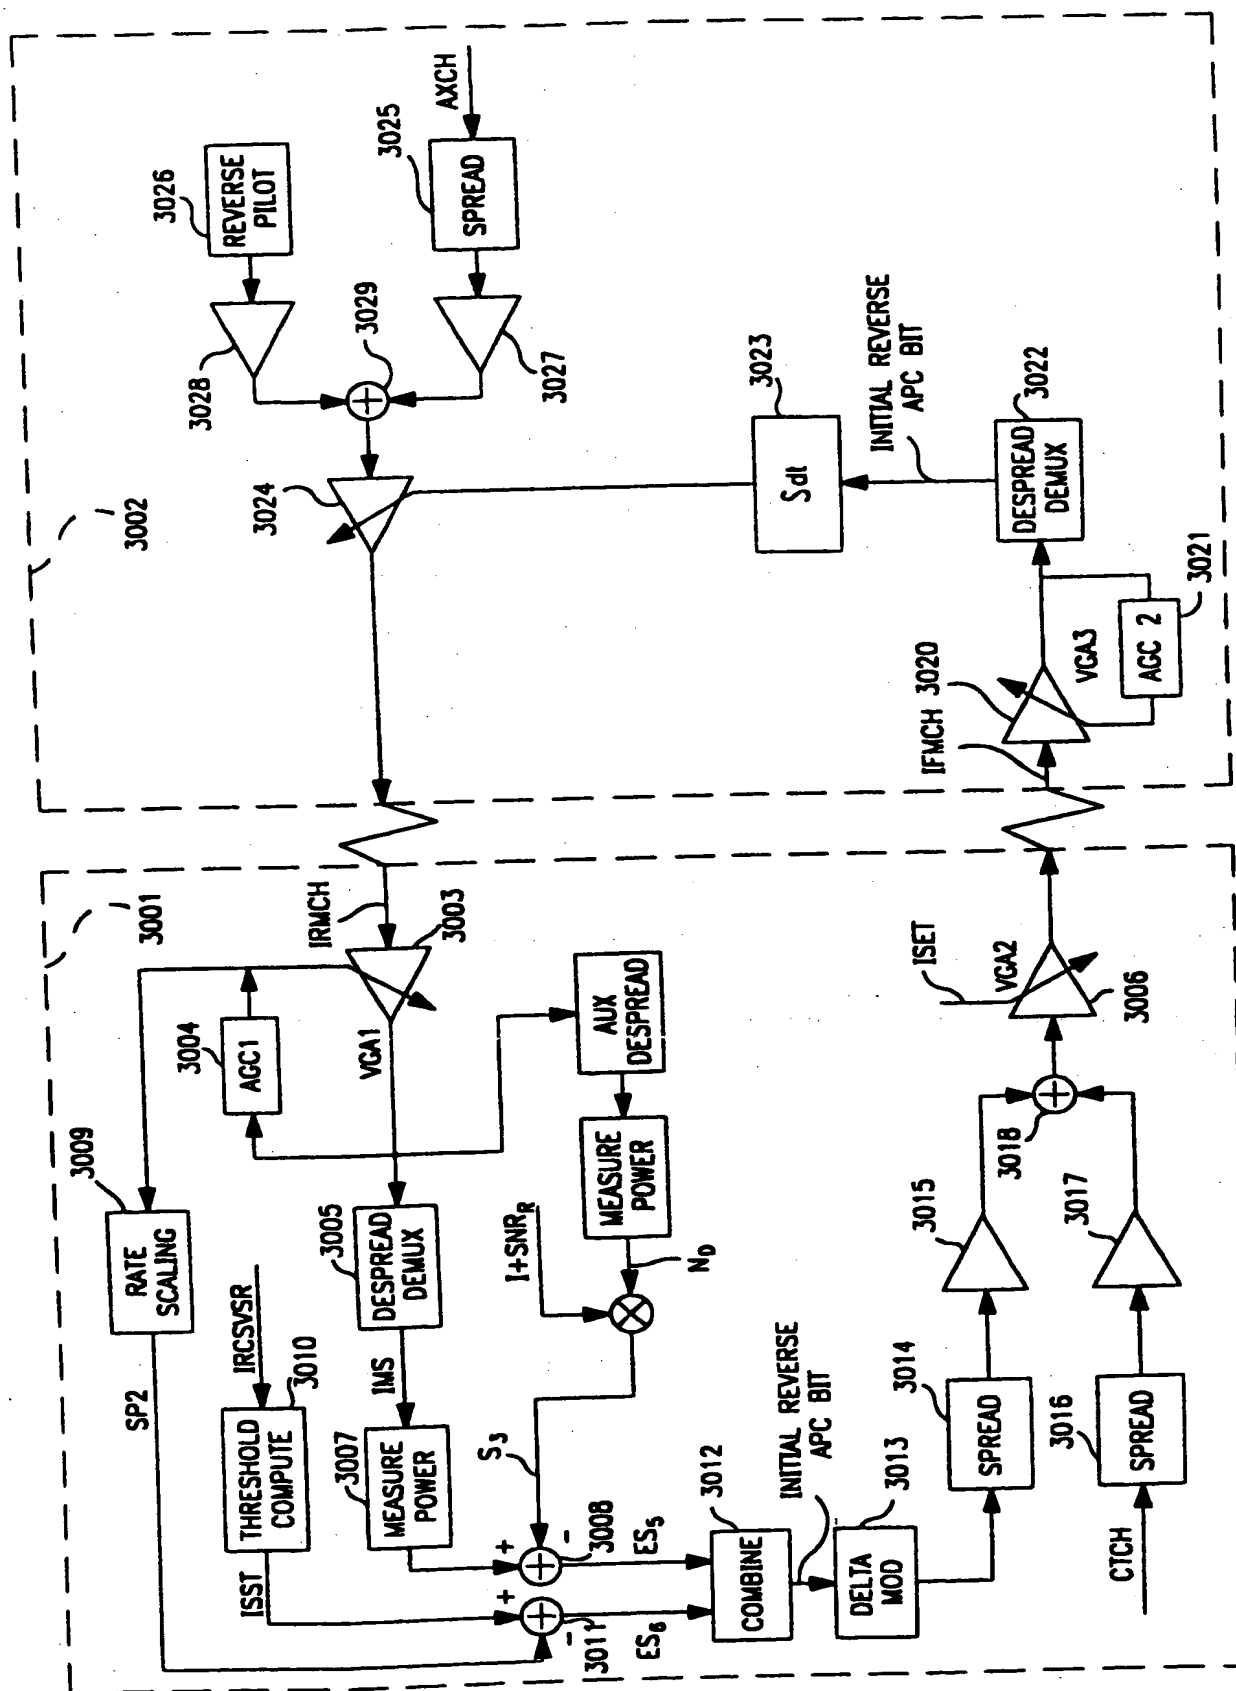 3001
3009
RATE
SCALING
SP2
IRCSVSR
THRESHOLD
COMPUTE
3010
ISST
3004
AGC1
VGA1
IRMCH
3003
3005
DESPREAD
DEMUX
IMS
3007
MEASURE
POWER
AUX
DESPREAD
MEASURE
POWER
N₀
I+SNR_R
S₃
+
-
3008
+
-
3011
ES₅
ES₆
3012
COMBINE
INITIAL REVERSE
APC BIT
3013
DELTA
MOD
3014
SPREAD
3015
3016
SPREAD
CTCH
3017
3018
ISET
VGA2
3006
3002
3026
REVERSE
PILOT
3028
3029
AXCH
3025
SPREAD
3027
3024
3023
Sdt
INITIAL REVERSE
APC BIT
3022
DESPREAD
DEMUX
3021
AGC 2
VGA3
3020
IFMCH